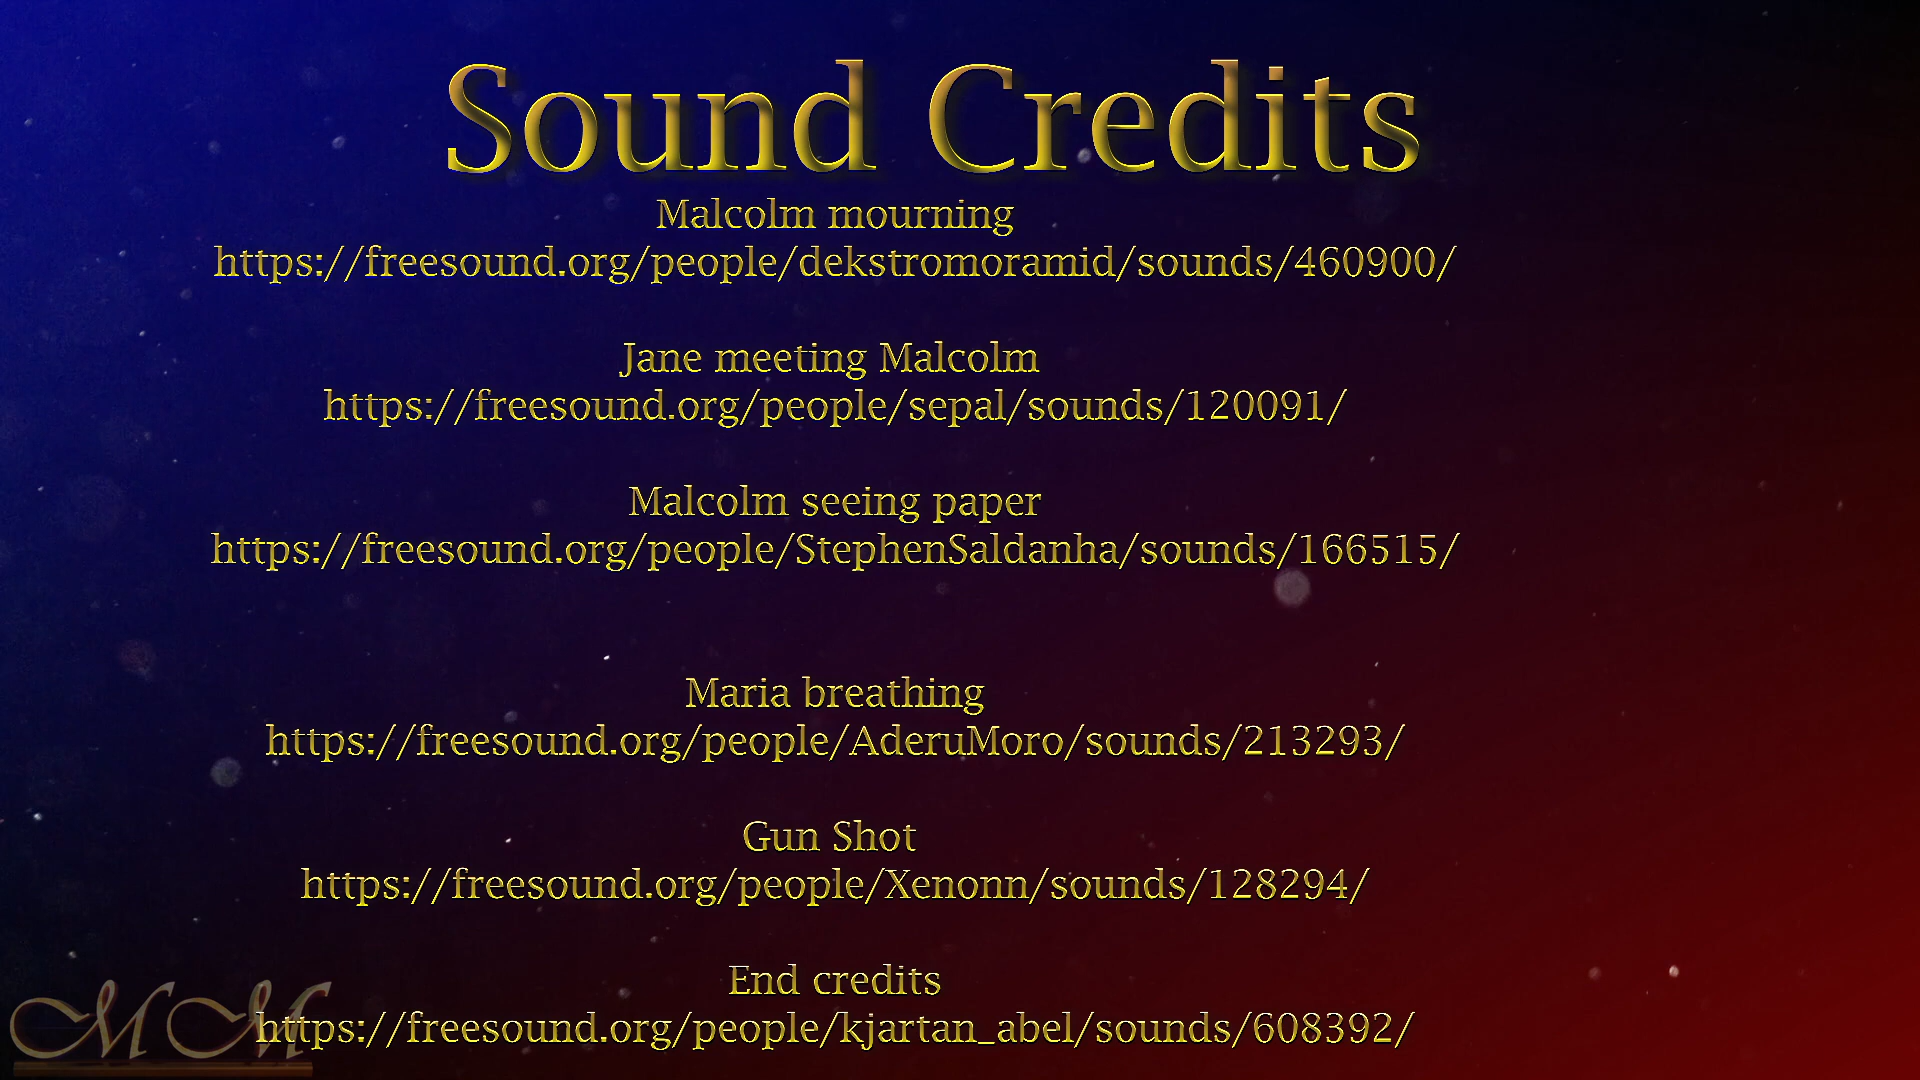 Sound Credits
Malcolm mourning
https://freesound.org/people/dekstromoramid/sounds/460900/
Jane meeting Malcolm
https://freesound.org/people/sepal/sounds/120091/
Malcolm seeing paper
https://freesound.org/people/StephenSaldanha/sounds/166515/
Maria breathing
https://freesound.org/people/AderuMoro/sounds/213293/
Gun Shot
https://freesound.org/people/Xenonn/sounds/128294/
End credits
https://freesound.org/people/kjartan_abel/sounds/608392/
MM